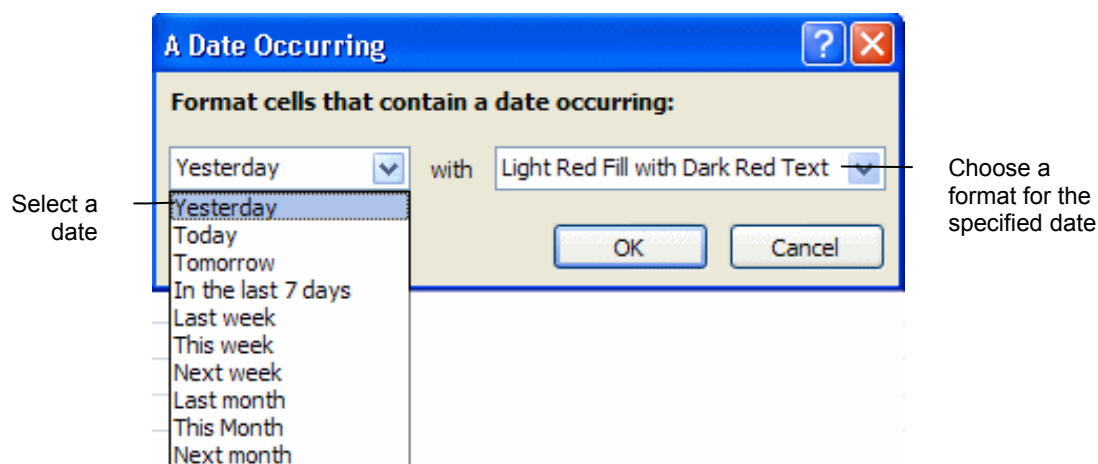 A Date Occurring
Format cells that contain a date occurring:
Yesterday with Light Red Fill with Dark Red Text
Select a
date
Choose a
format for the
specified date
Yesterday
Today
Tomorrow
In the last 7 days
Last week
This week
Next week
Last month
This Month
Next month
OK Cancel